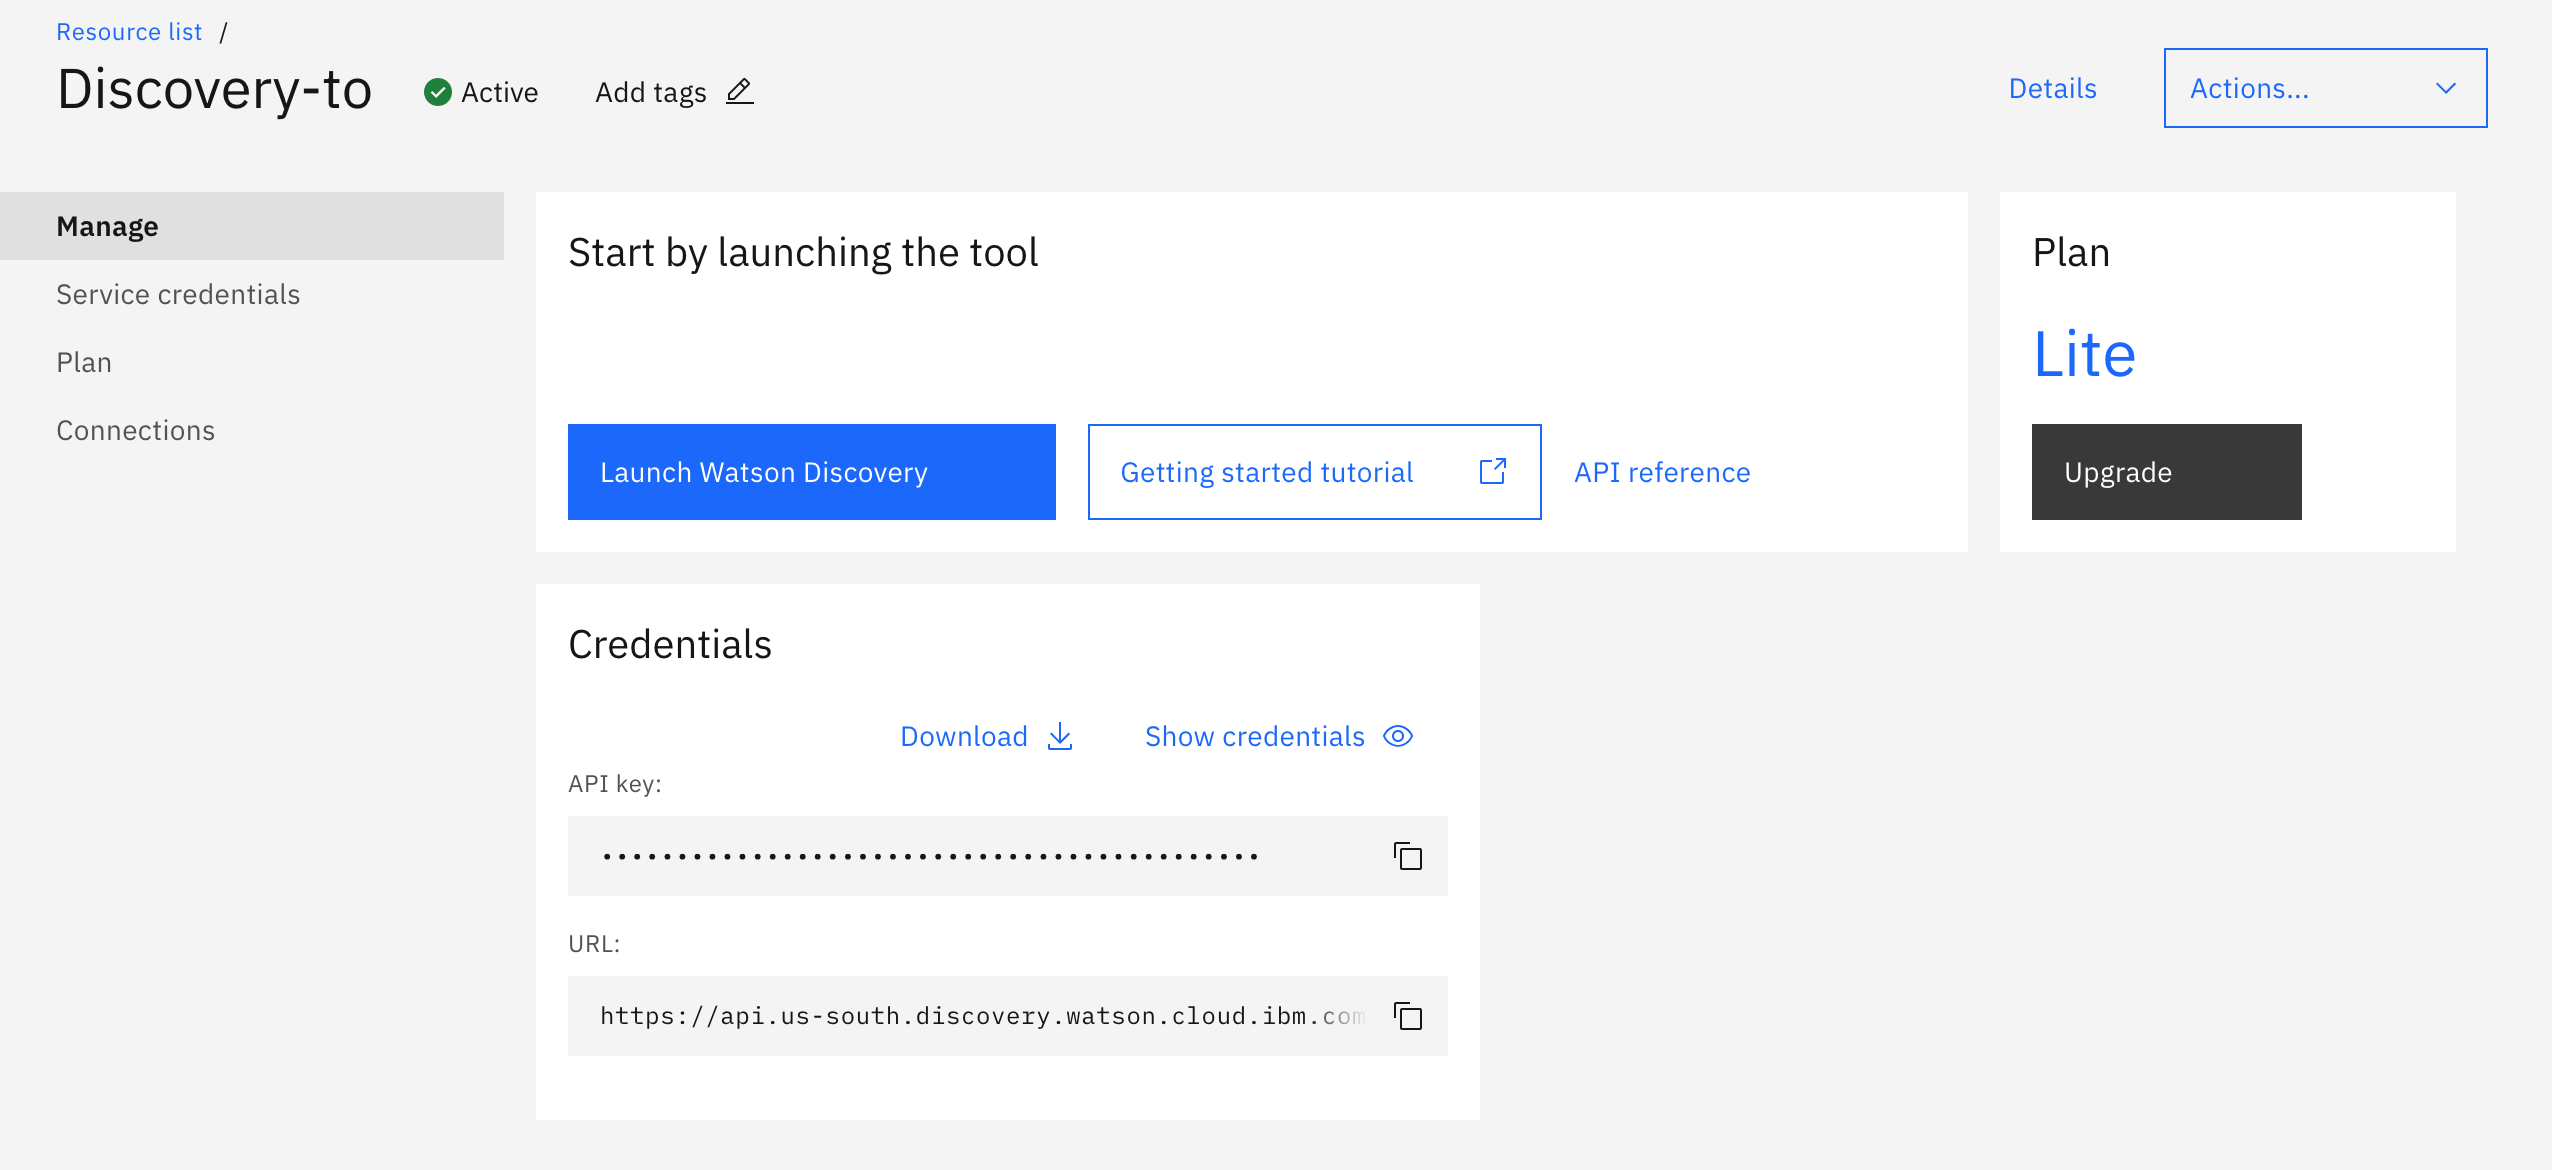 Resource list /
Discovery-to
Active
Add tags
Details
Actions...
Manage
Service credentials
Plan
Connections
Start by launching the tool
Launch Watson Discovery
Getting started tutorial
API reference
Plan
Lite
Upgrade
Credentials
Download
Show credentials
API key:
••••••••••••••••••••••••••••••••••••••••••••
URL:
https://api.us-south.discovery.watson.cloud.ibm.com